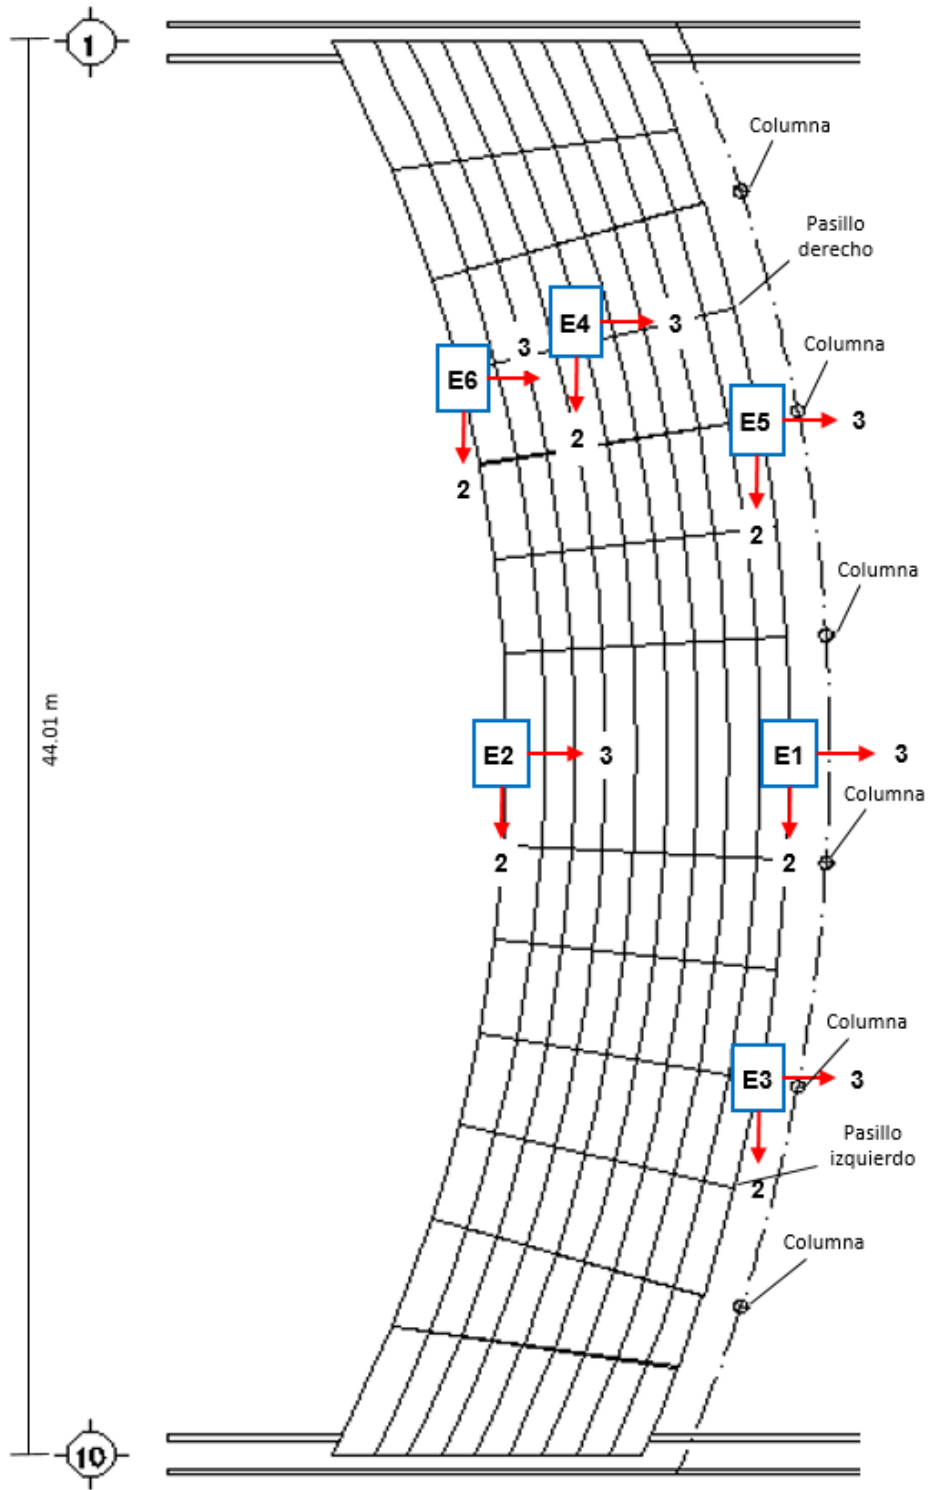 1
Columna
Pasillo
derecho
E4
3
3
Columna
E6
E5
3
2
2
2
Columna
44.01 m
E2
3
E1
3
Columna
2
2
Columna
E3
3
Pasillo
izquierdo
2
Columna
10